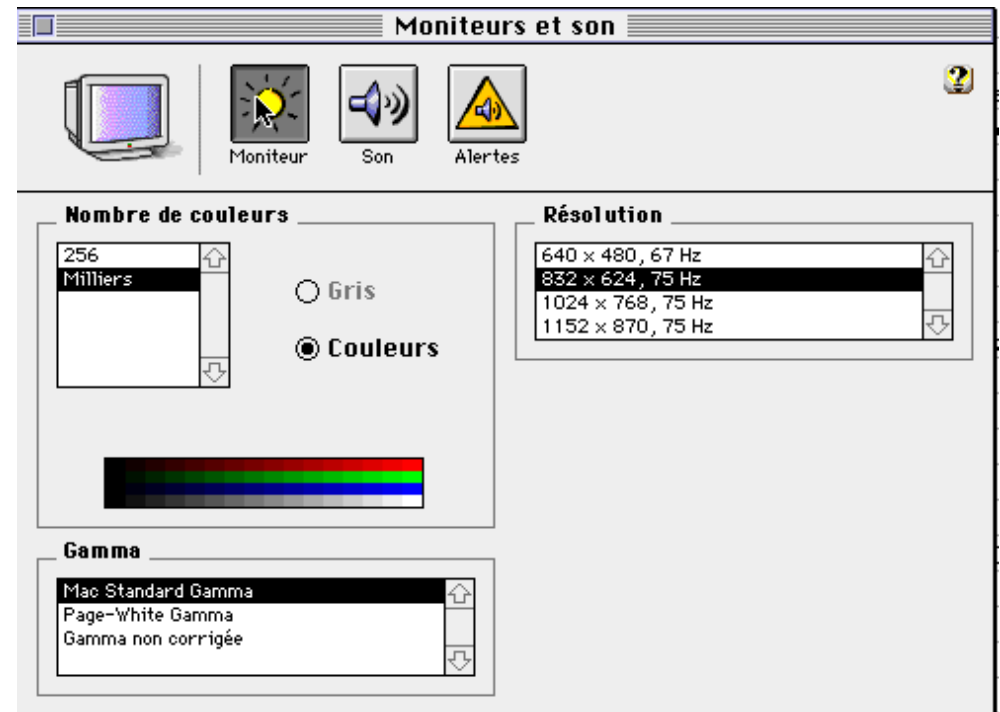 Moniteurs et son
Moniteur
Son
Alertes
Nombre de couleurs
256
Milliers
Gris
Couleurs
Résolution
640 x 480, 67 Hz
832 x 624, 75 Hz
1024 x 768, 75 Hz
1152 x 870, 75 Hz
Gamma
Mac Standard Gamma
Page-White Gamma
Gamma non corrigée